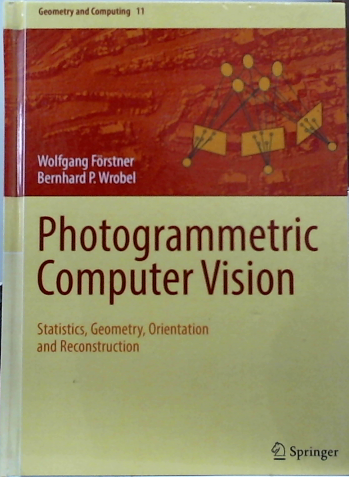 Geometry and Computing 11
Wolfgang Förstner
Bernhard P. Wrobel
Photogrammetric
Computer Vision
Statistics, Geometry, Orientation
and Reconstruction
Springer